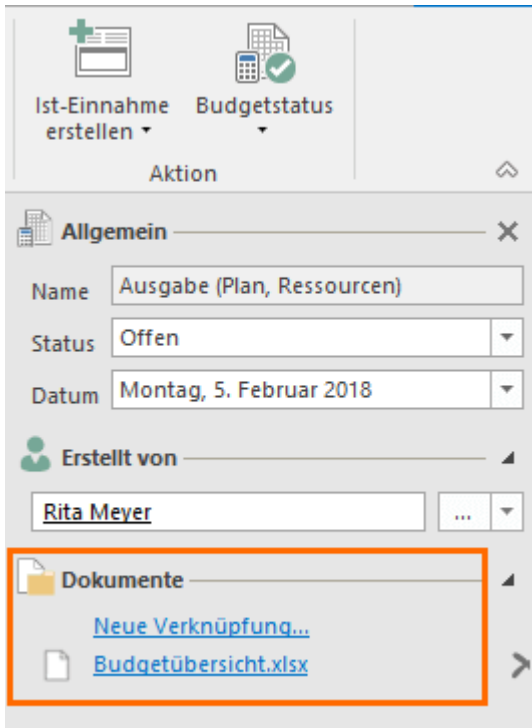 Ist-Einnahme
erstellen
Budgetstatus
Aktion
Allgemein
Name Ausgabe (Plan, Ressourcen)
Status Offen
Datum Montag, 5. Februar 2018
Erstellt von
Rita Meyer ...
Dokumente
Neue Verknüpfung...
Budgetübersicht.xlsx